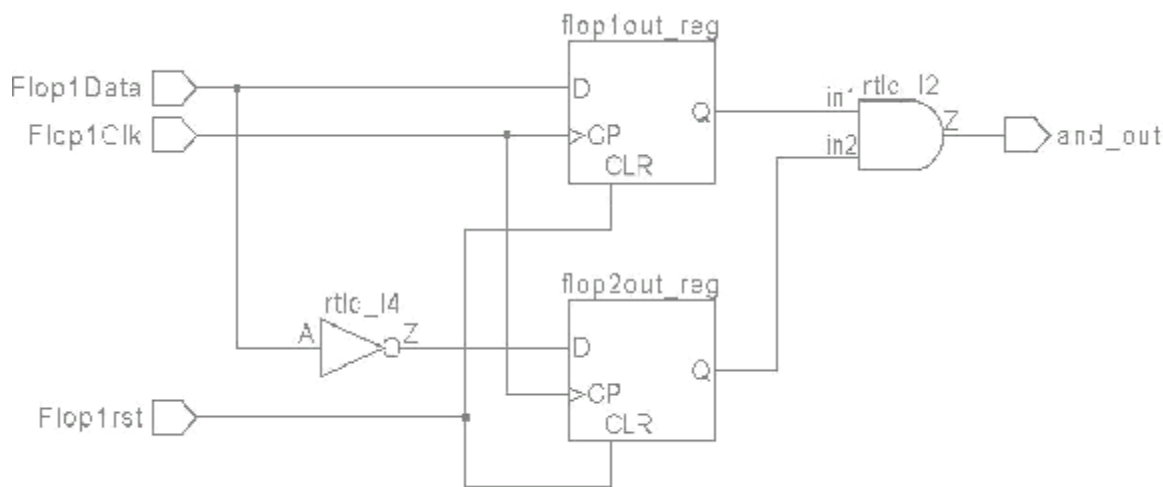 flop1out_reg
Flop1Data
D
in1
rtlc_I2
Q
Z
Flop1Clk
CP
and_out
in2
CLR
flop2out_reg
rtlc_I4
A
Z
D
Q
CP
Flop1rst
CLR